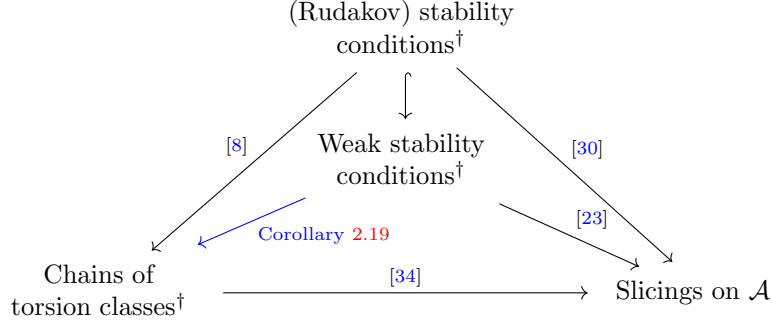 (Rudakov) stability
conditions†
[8]
[30]
Weak stability
conditions†
[23]
Corollary 2.19
Chains of
torsion classes†
[34]
Slicings on 𝒜